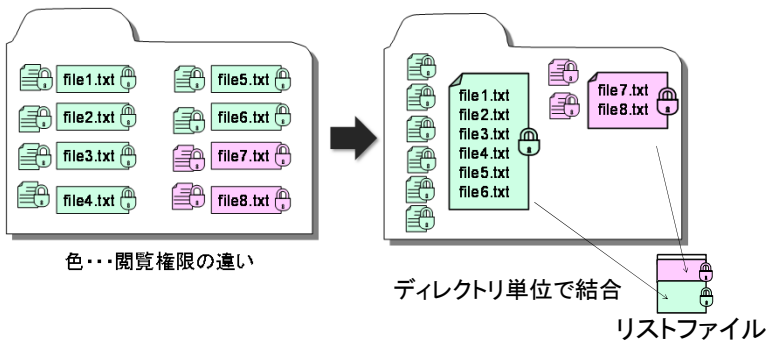 file1.txt
file5.txt
file2.txt
file6.txt
file3.txt
file7.txt
file4.txt
file8.txt
色・・・閲覧権限の違い
file1.txt
file2.txt
file3.txt
file4.txt
file5.txt
file6.txt
file7.txt
file8.txt
ディレクトリ単位で結合
リストファイル